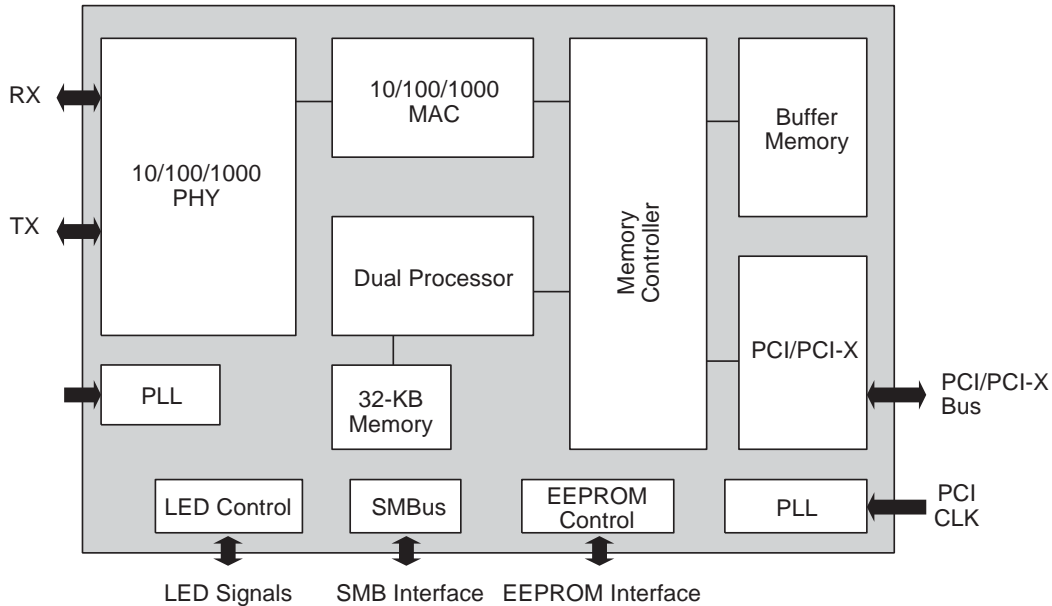 RX
TX
10/100/1000
PHY
10/100/1000
MAC
Dual Processor
32-KB
Memory
Memory
Controller
Buffer
Memory
PCI/PCI-X
PCI/PCI-X
Bus
PLL
LED Control
SMBus
EEPROM
Control
PLL
PCI
CLK
LED Signals
SMB Interface
EEPROM Interface